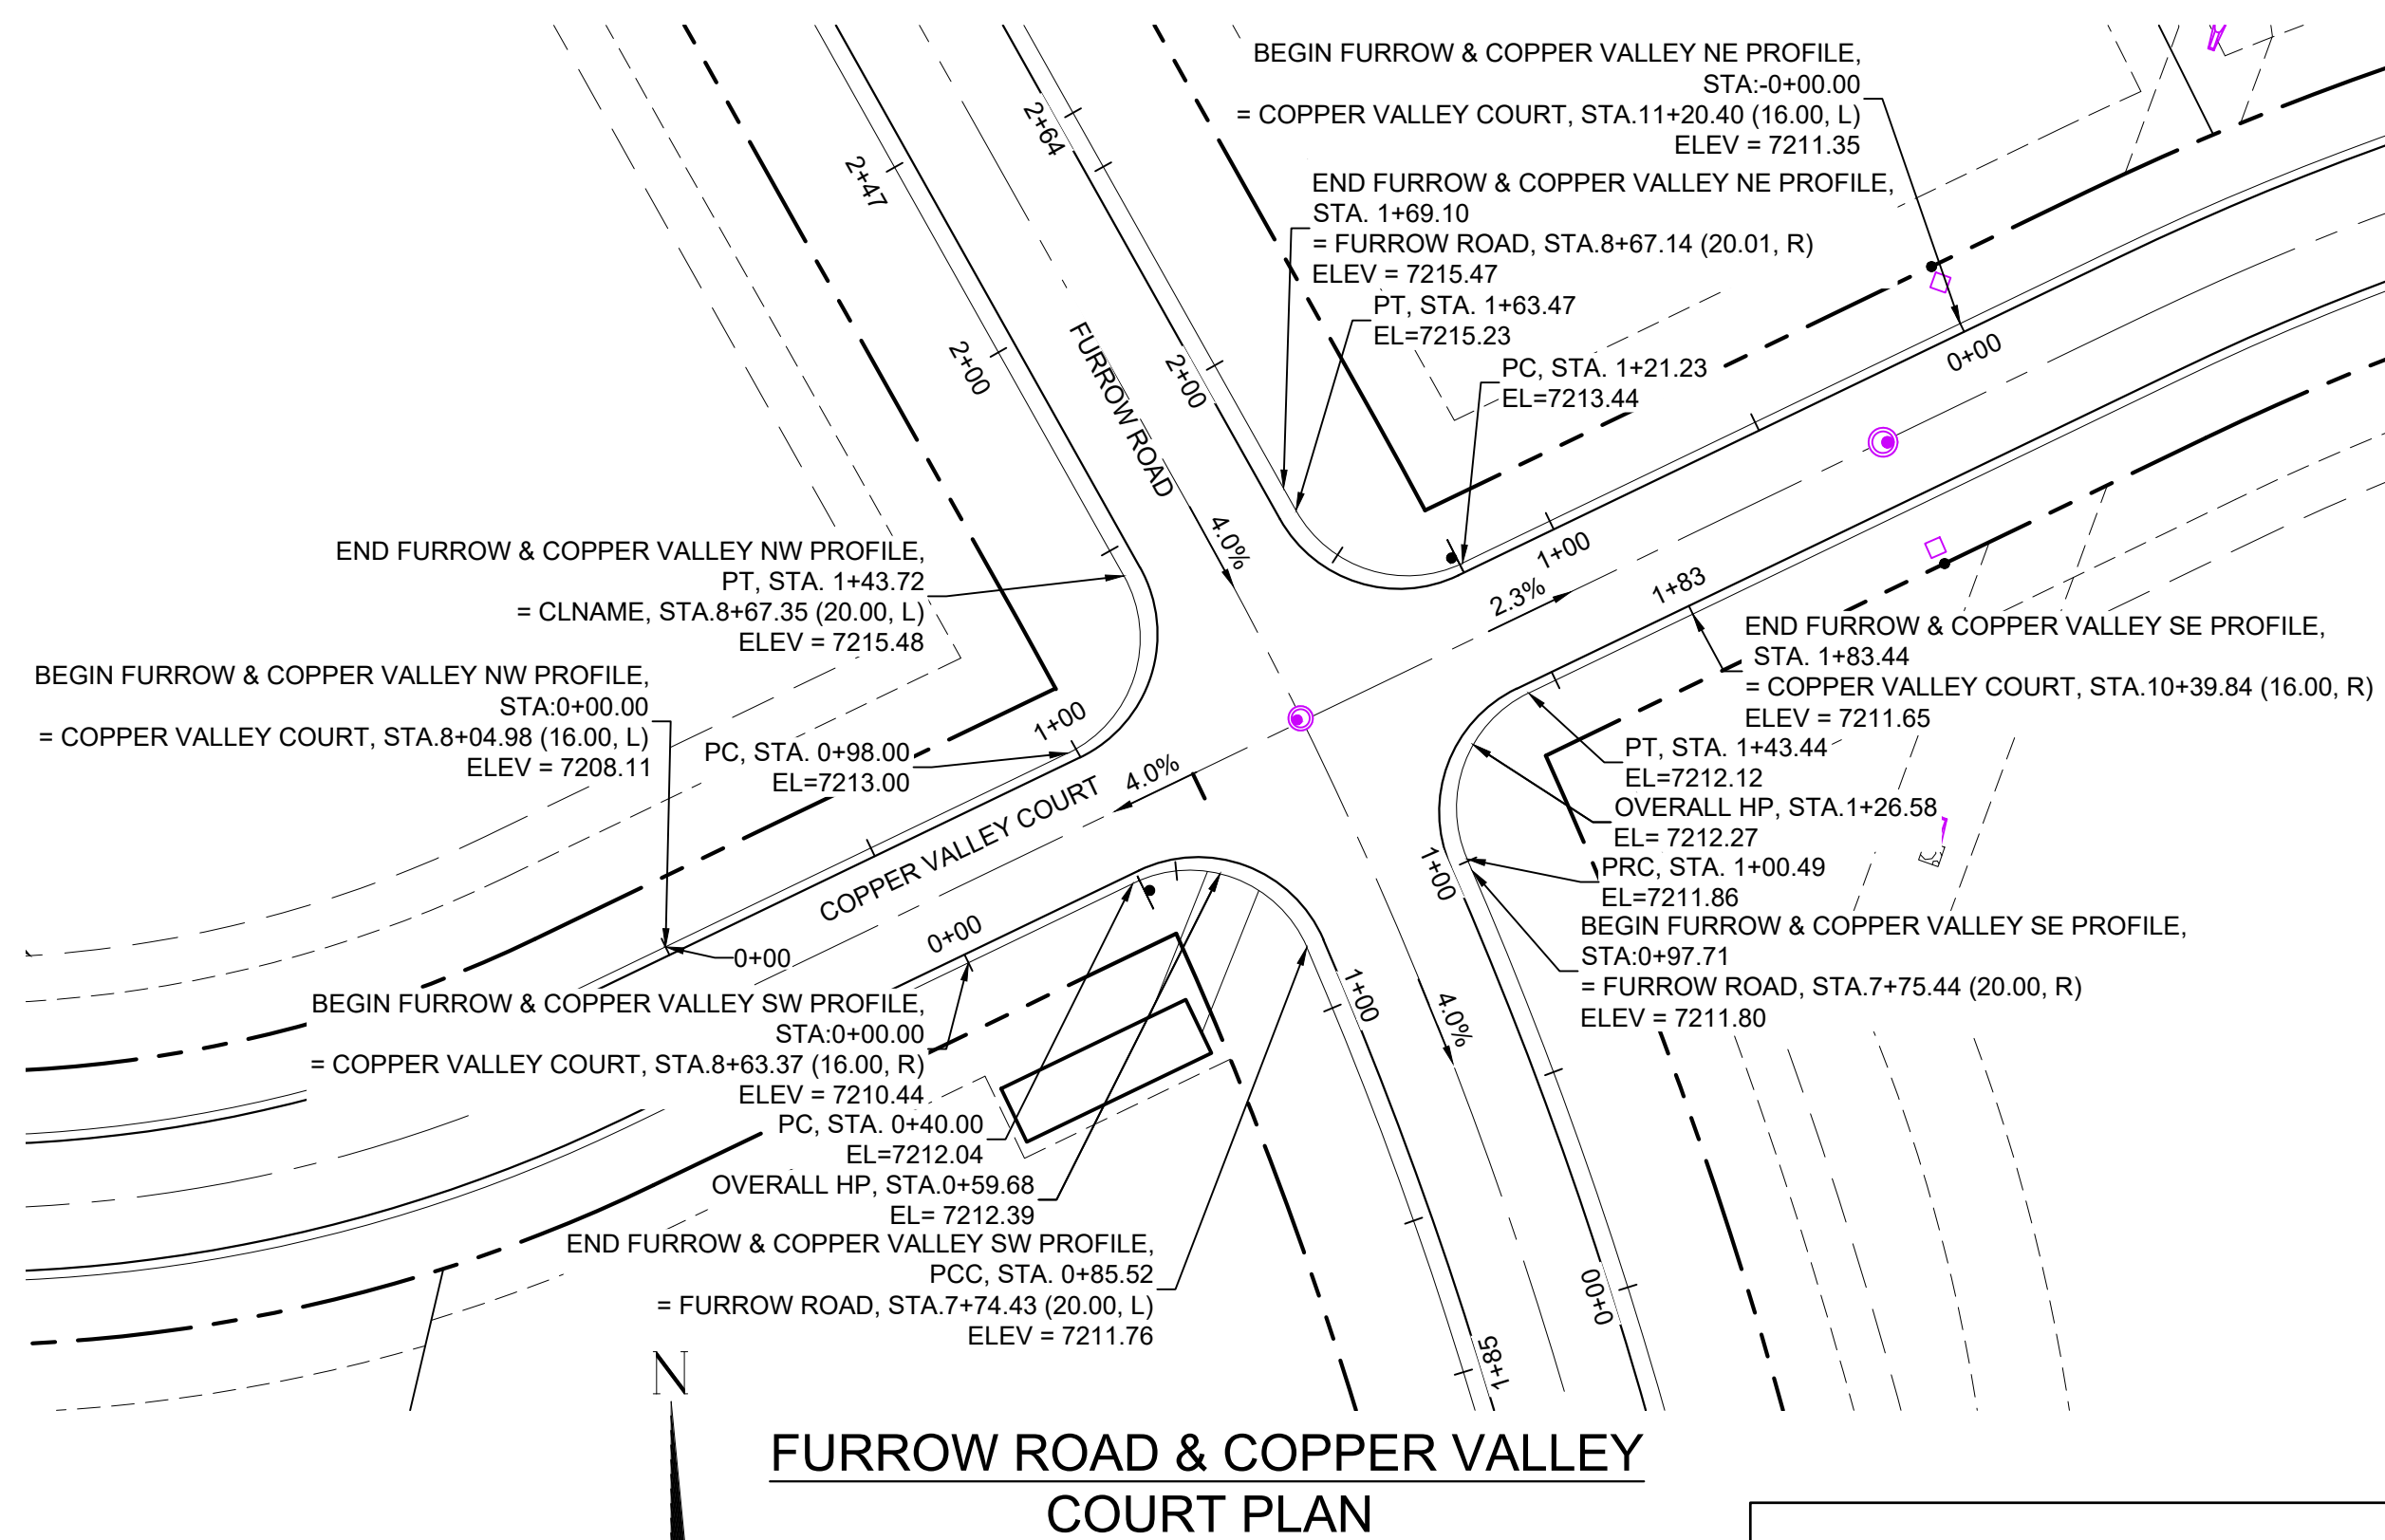 BEGIN FURROW & COPPER VALLEY NE PROFILE,
STA:-0+00.00
= COPPER VALLEY COURT, STA.11+20.40 (16.00, L)
ELEV = 7211.35
END FURROW & COPPER VALLEY NE PROFILE,
STA. 1+69.10
= FURROW ROAD, STA.8+67.14 (20.01, R)
ELEV = 7215.47
PT, STA. 1+63.47
EL=7215.23
PC, STA. 1+21.23
EL=7213.44
2+64
2+47
2+00
2+00
0+00
FURROW ROAD
4.0%
1+00
2.3%
1+83
END FURROW & COPPER VALLEY NW PROFILE,
PT, STA. 1+43.72
= CLNAME, STA.8+67.35 (20.00, L)
ELEV = 7215.48
BEGIN FURROW & COPPER VALLEY NW PROFILE,
STA:0+00.00
= COPPER VALLEY COURT, STA.8+04.98 (16.00, L)
ELEV = 7208.11
1+00
PC, STA. 0+98.00
EL=7213.00
COPPER VALLEY COURT
4.0%
0+00
0+00
END FURROW & COPPER VALLEY SE PROFILE,
STA. 1+83.44
= COPPER VALLEY COURT, STA.10+39.84 (16.00, R)
ELEV = 7211.65
PT, STA. 1+43.44
EL=7212.12
OVERALL HP, STA.1+26.58
EL= 7212.27
PRC, STA. 1+00.49
EL=7211.86
BEGIN FURROW & COPPER VALLEY SE PROFILE,
STA:0+97.71
= FURROW ROAD, STA.7+75.44 (20.00, R)
ELEV = 7211.80
1+00
1+00
4.0%
BEGIN FURROW & COPPER VALLEY SW PROFILE,
STA:0+00.00
= COPPER VALLEY COURT, STA.8+63.37 (16.00, R)
ELEV = 7210.44
PC, STA. 0+40.00
EL=7212.04
OVERALL HP, STA.0+59.68
EL= 7212.39
END FURROW & COPPER VALLEY SW PROFILE,
PCC, STA. 0+85.52
= FURROW ROAD, STA.7+74.43 (20.00, L)
ELEV = 7211.76
0+00
1+85
N
FURROW ROAD & COPPER VALLEY
COURT PLAN